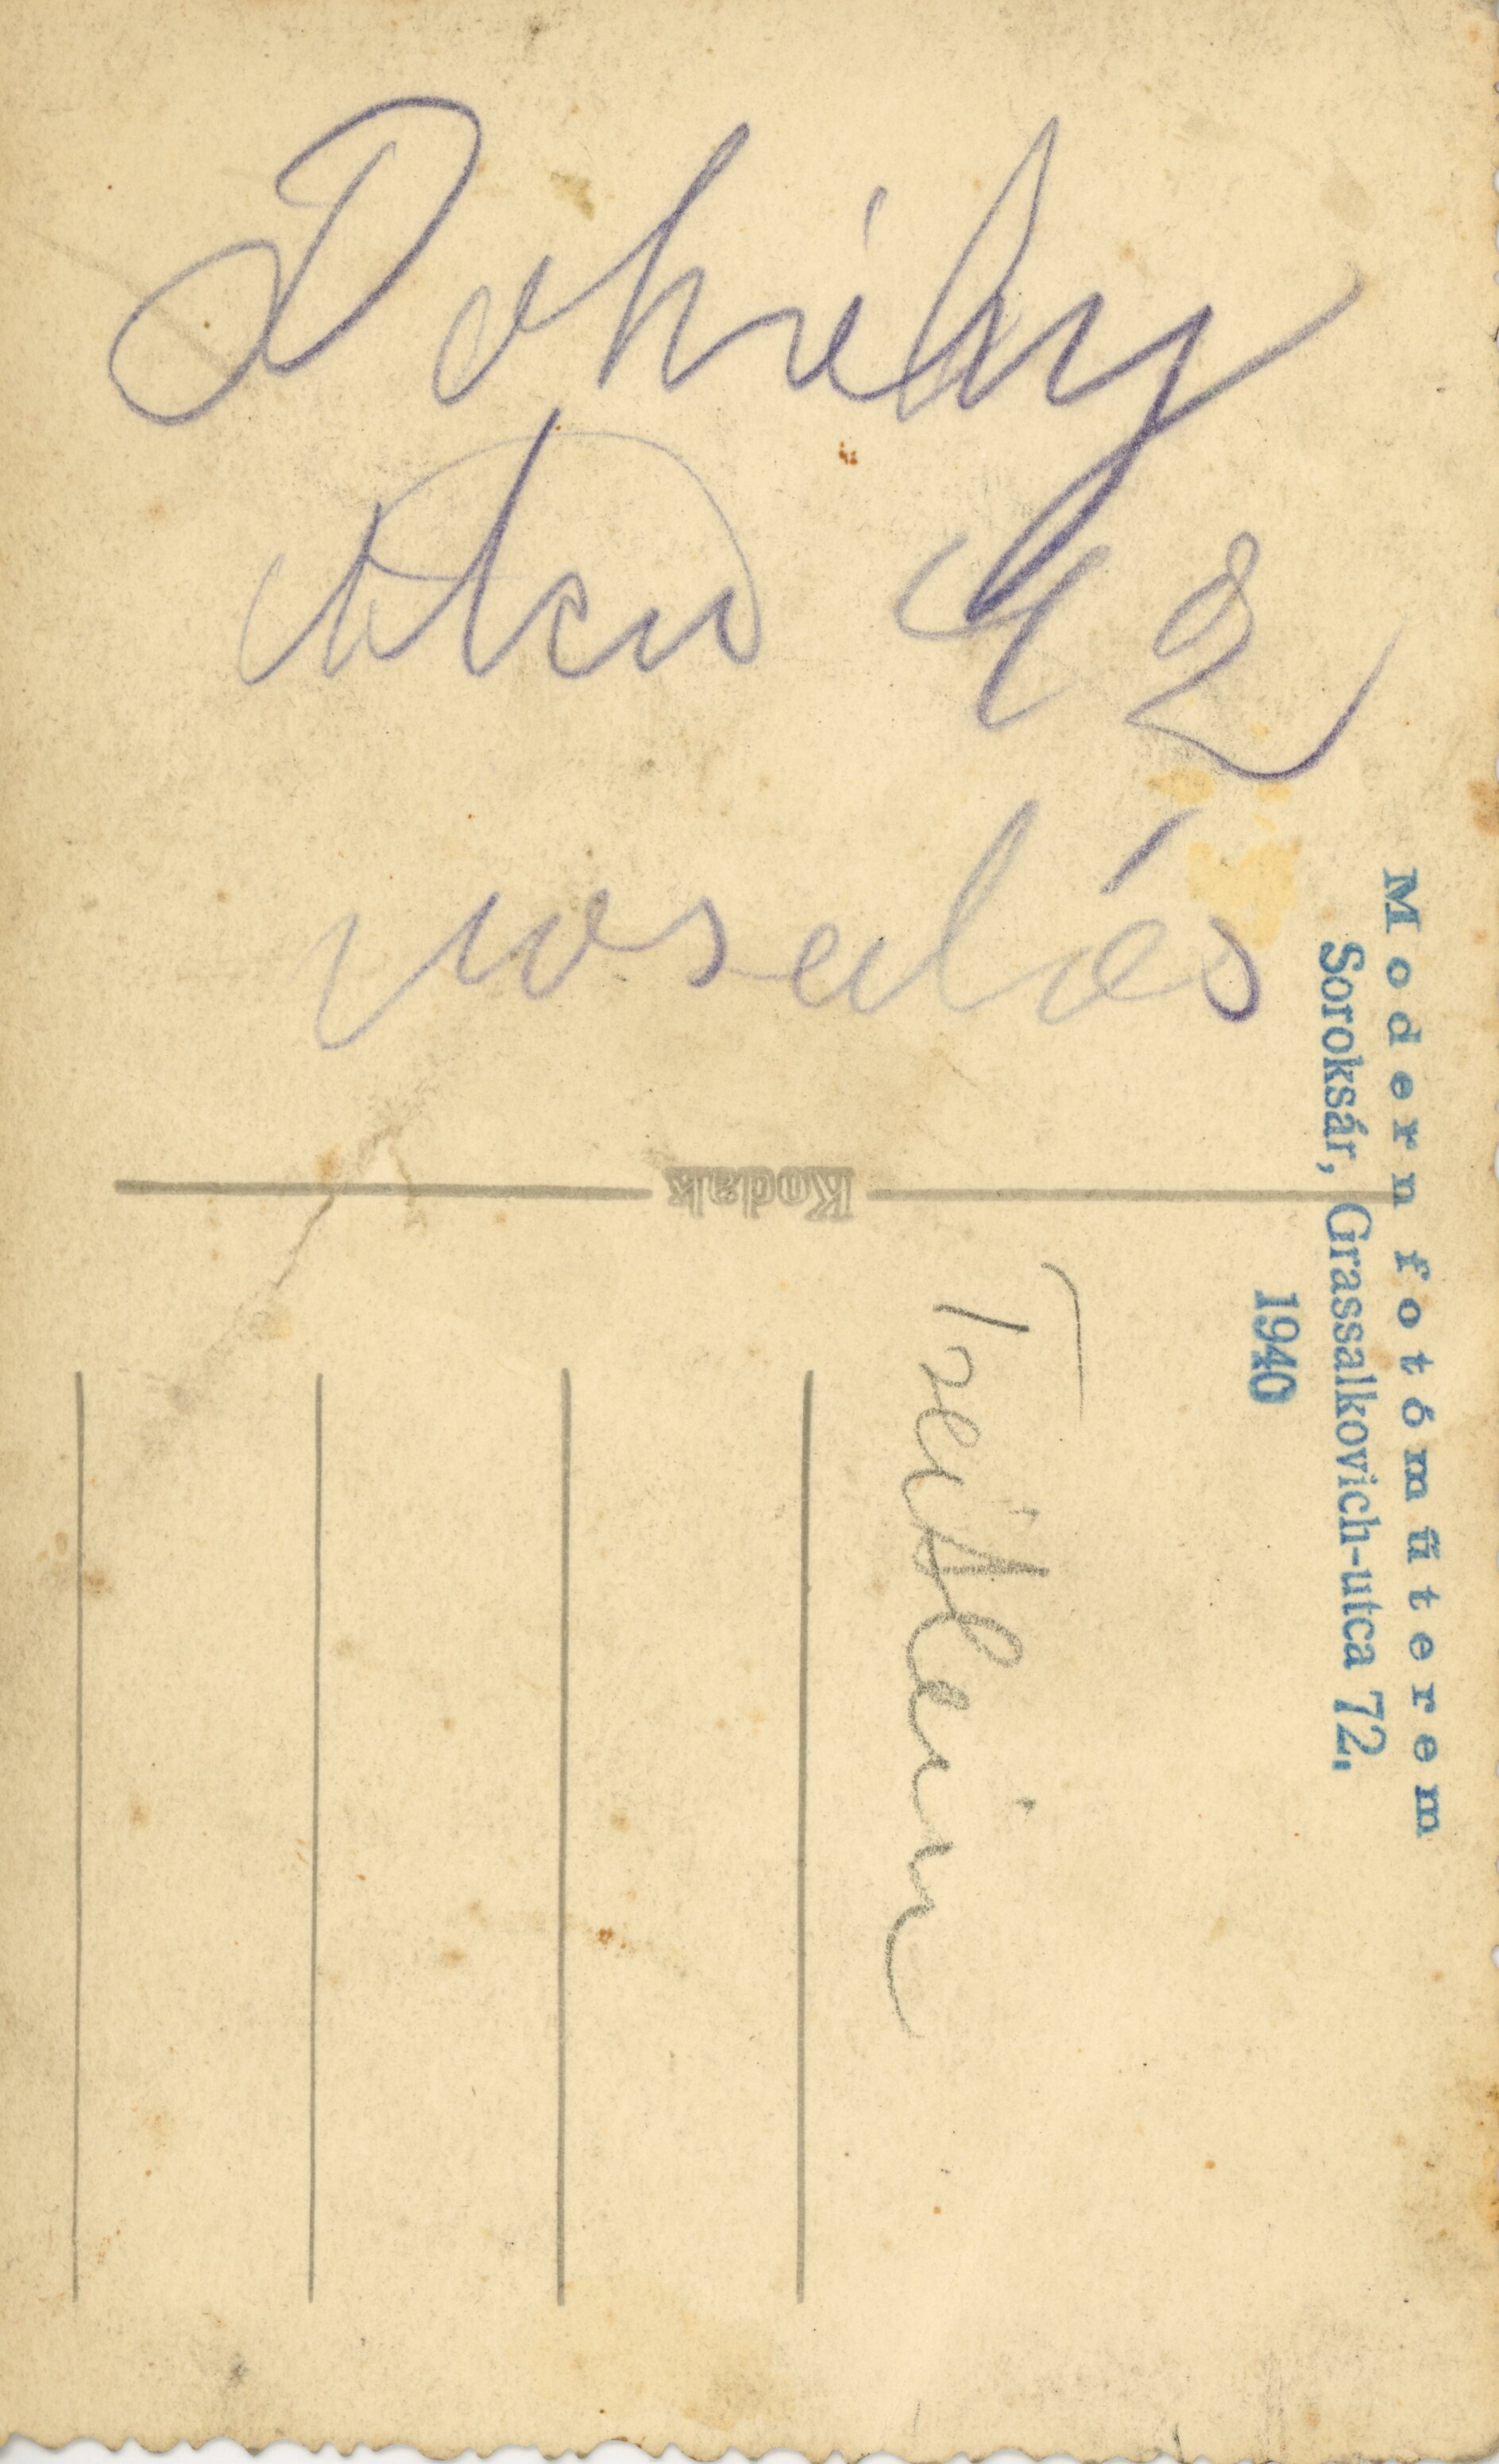 Dohány
utca 42
vasalás
Kodak
Modern fotóműterem
Soroksár, Grassalkovich-utca 72.
1940